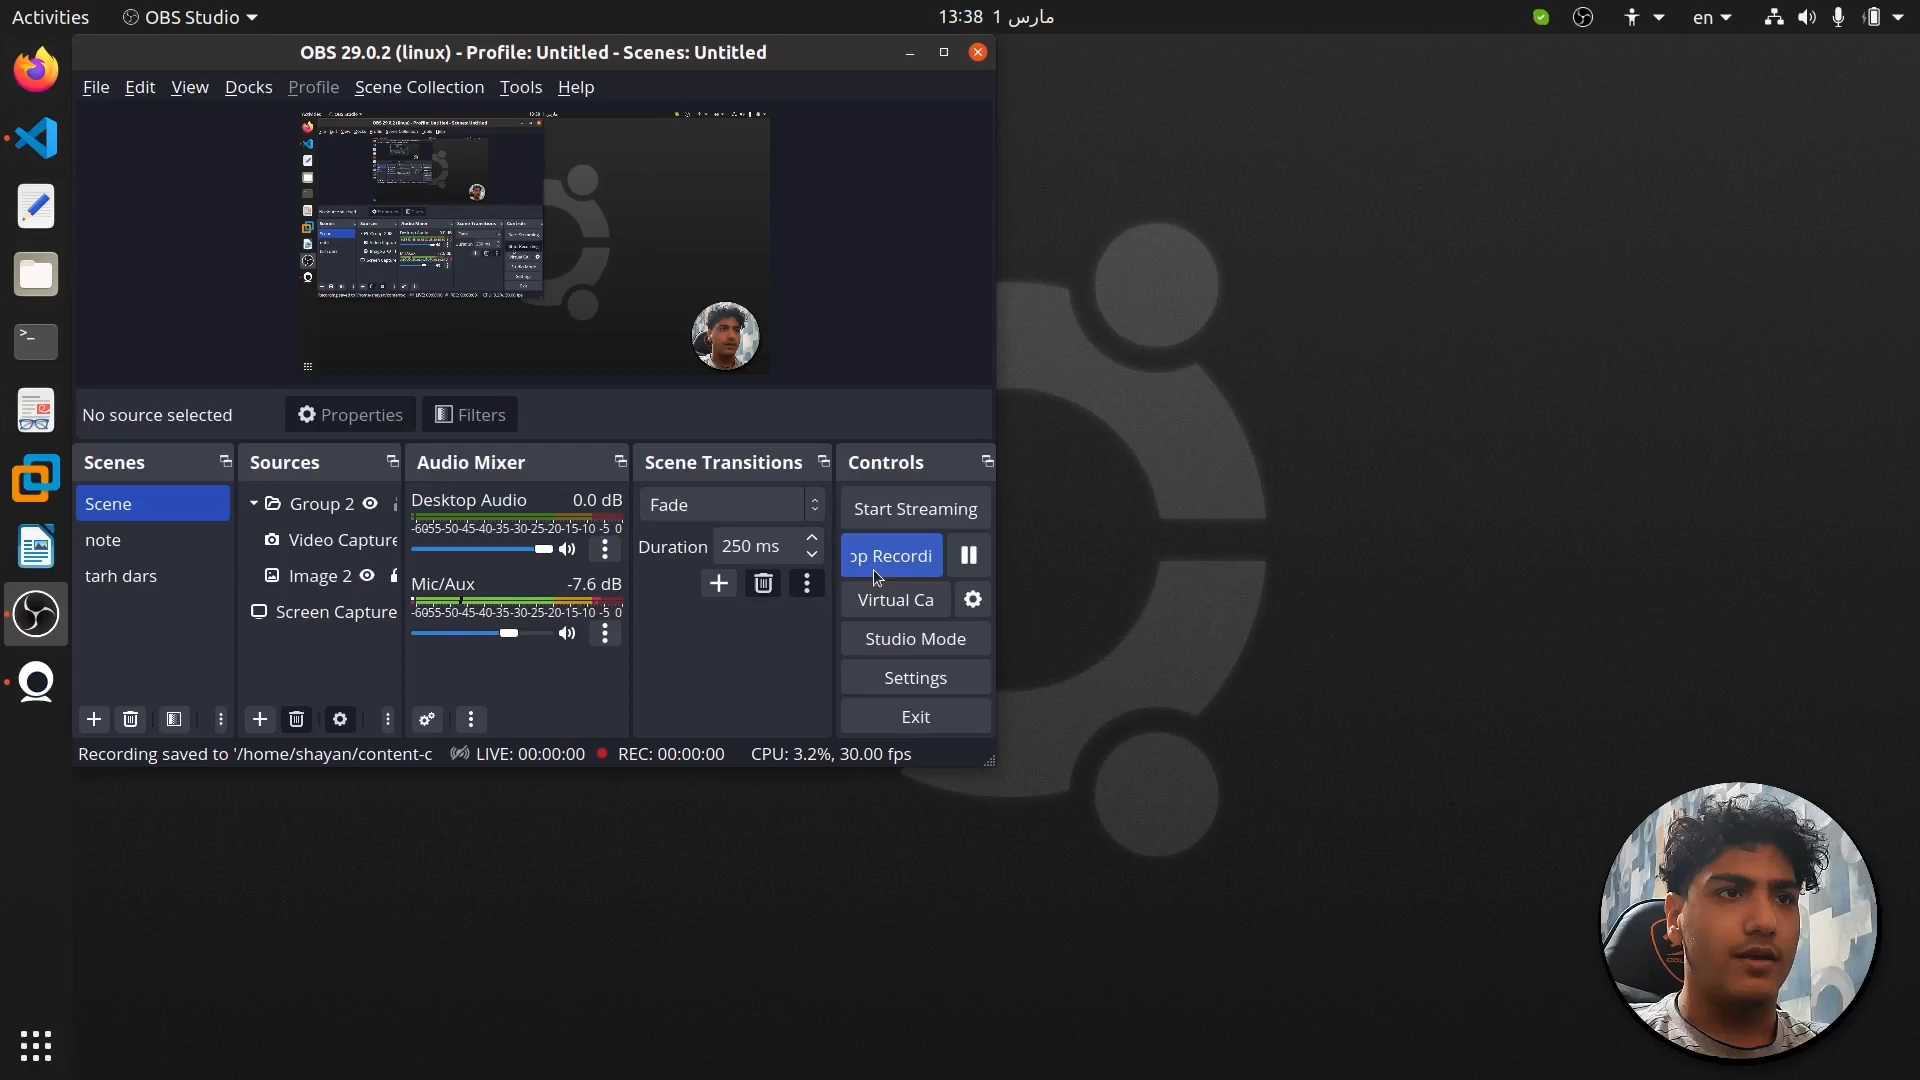 Activities
OBS Studio
13:38 1 مارس
en
OBS 29.0.2 (linux) - Profile: Untitled - Scenes: Untitled
File Edit View Docks Profile Scene Collection Tools Help
No source selected
Properties
Filters
Scenes
Sources
Audio Mixer
Scene Transitions
Controls
Scene
note
tarh dars
Group 2
Video Capture
Image 2
Screen Capture
Desktop Audio 0.0 dB
-60-55-50-45-40-35-30-25-20-15-10 -5 0
Mic/Aux -7.6 dB
-60-55-50-45-40-35-30-25-20-15-10 -5 0
Fade
Duration 250 ms
Start Streaming
op Recordi
Virtual Ca
Studio Mode
Settings
Exit
Recording saved to '/home/shayan/content-c
LIVE: 00:00:00
REC: 00:00:00
CPU: 3.2%, 30.00 fps